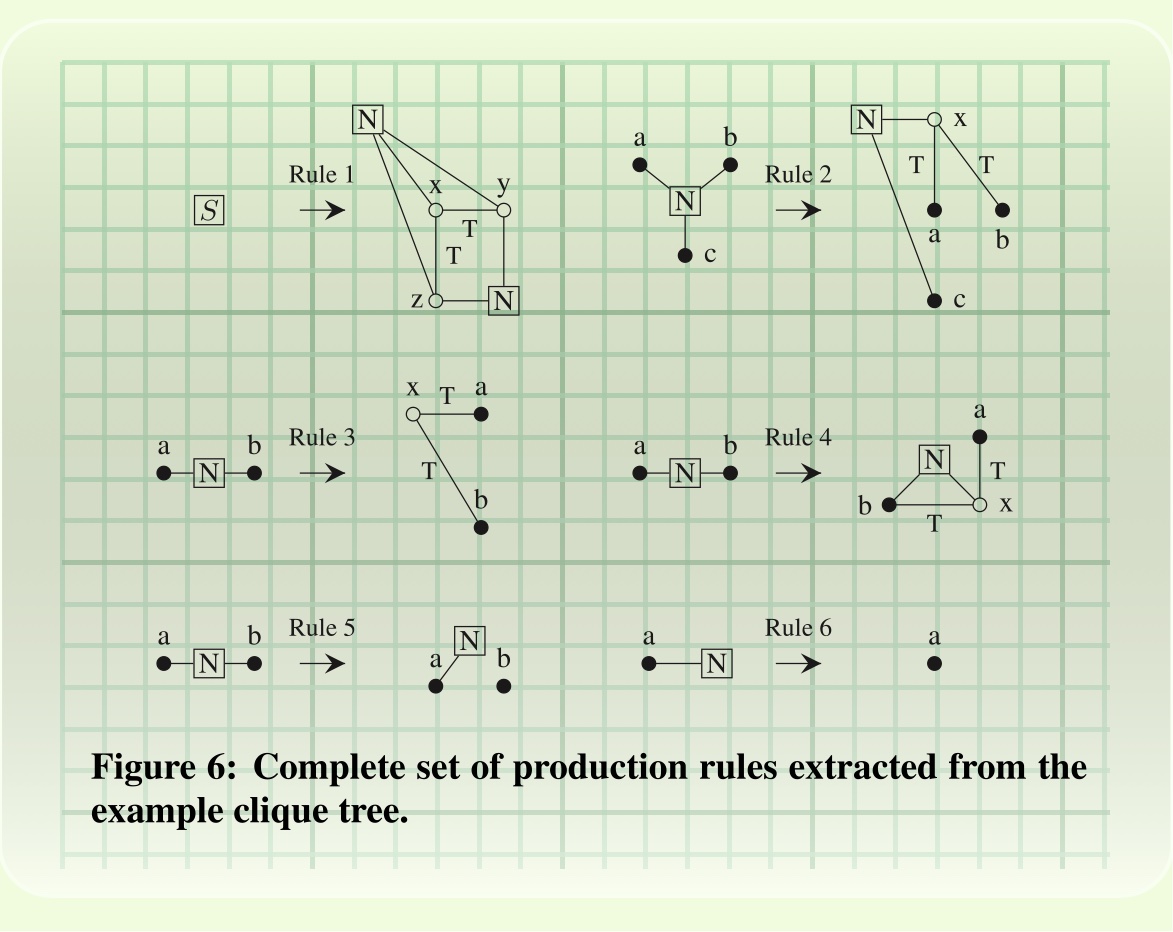 N
a b N x
Rule 1 x y Rule 2 T T
S N
T a b
T c
z N c
x T a
a b Rule 3 a b Rule 4 a
N T N N T
b b x
T
a b Rule 5 N a Rule 6 a
N a b N
Figure 6: Complete set of production rules extracted from the
example clique tree.